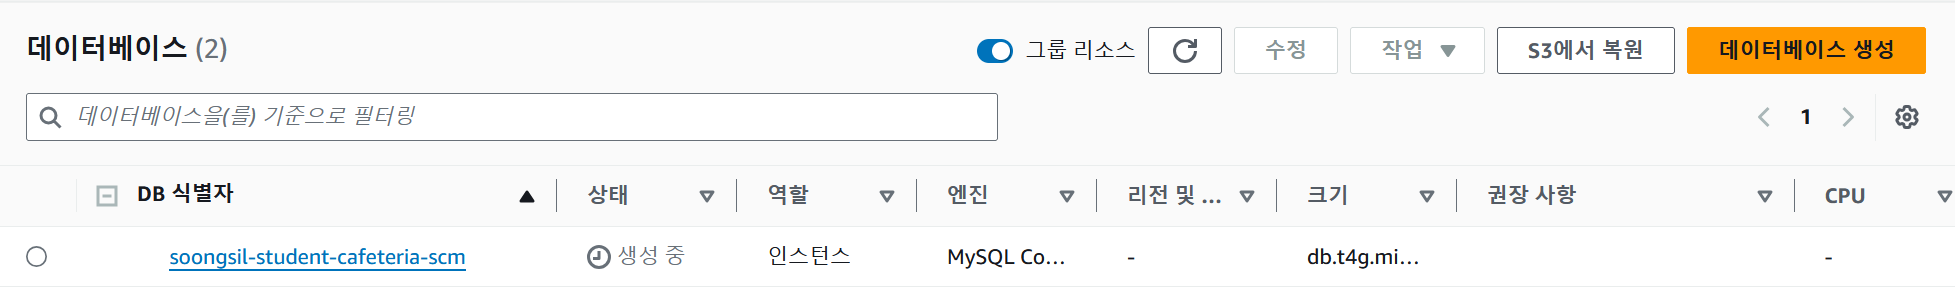 데이터베이스 (2)
그룹 리소스
수정
작업
S3에서 복원
데이터베이스 생성
데이터베이스을(를) 기준으로 필터링
1
DB 식별자
상태
역할
엔진
리전 및 ...
크기
권장 사항
CPU
soongsil-student-cafeteria-scm
생성 중
인스턴스
MySQL Co...
-
db.t4g.mi...
-